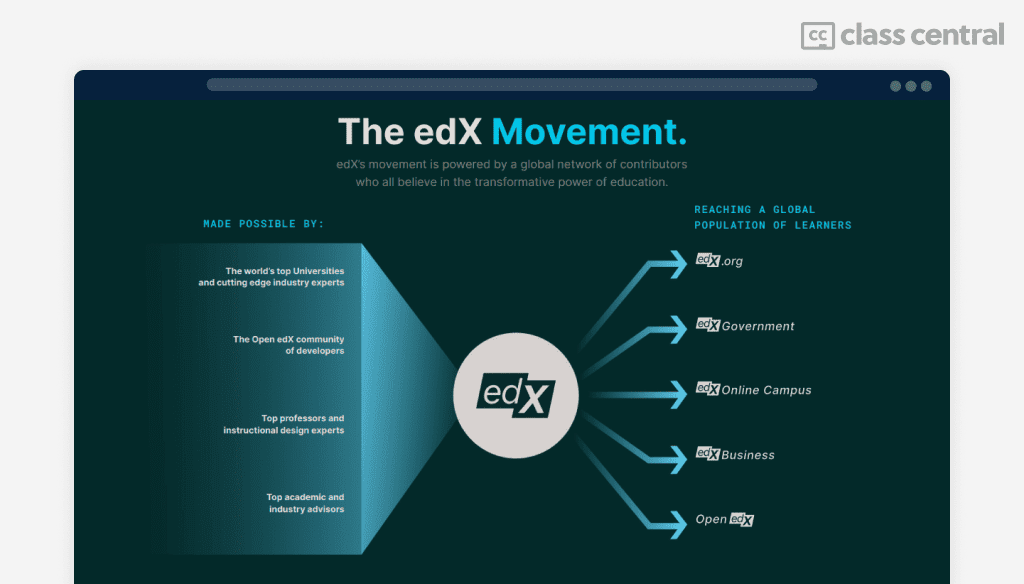 cc class central
The edX Movement.
edX's movement is powered by a global network of contributors
who all believe in the transformative power of education.
MADE POSSIBLE BY:
The world's top Universities
and cutting edge industry experts
The Open edX community
of developers
Top professors and
instructional design experts
Top academic and
industry advisors
edX
REACHING A GLOBAL
POPULATION OF LEARNERS
edX.org
edX Government
edX Online Campus
edX Business
Open edX